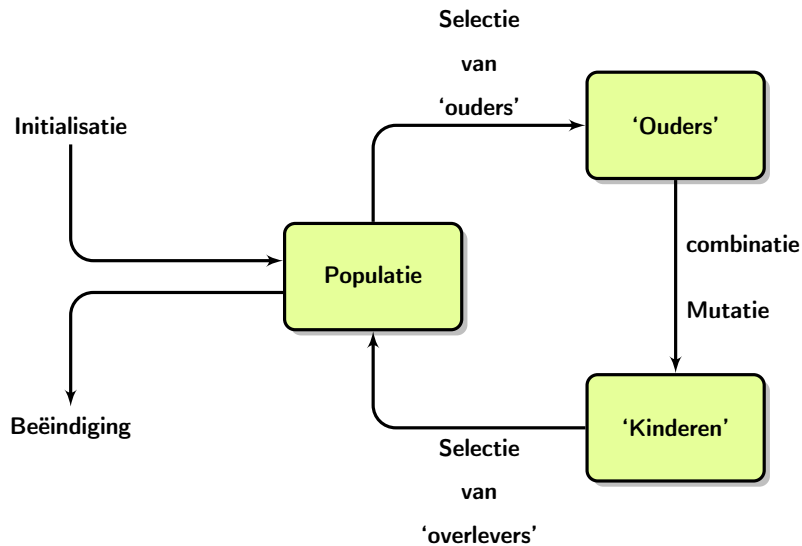 Selectie
van
‘ouders’
Initialisatie
‘Ouders’
combinatie
Populatie
Mutatie
Beëindiging
‘Kinderen’
Selectie
van
‘overlevers’